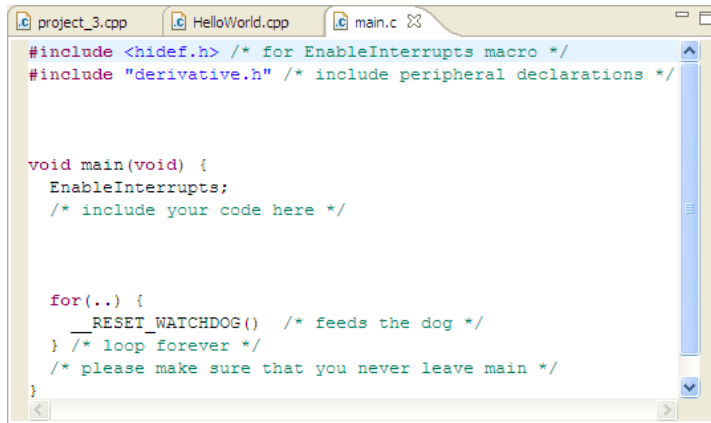 project_3.cpp HelloWorld.cpp main.c
#include <hidef.h> /* for EnableInterrupts macro */
#include "derivative.h" /* include peripheral declarations */
void main(void) {
EnableInterrupts;
/* include your code here */
for(..) {
__RESET_WATCHDOG() /* feeds the dog */
} /* loop forever */
/* please make sure that you never leave main */
}